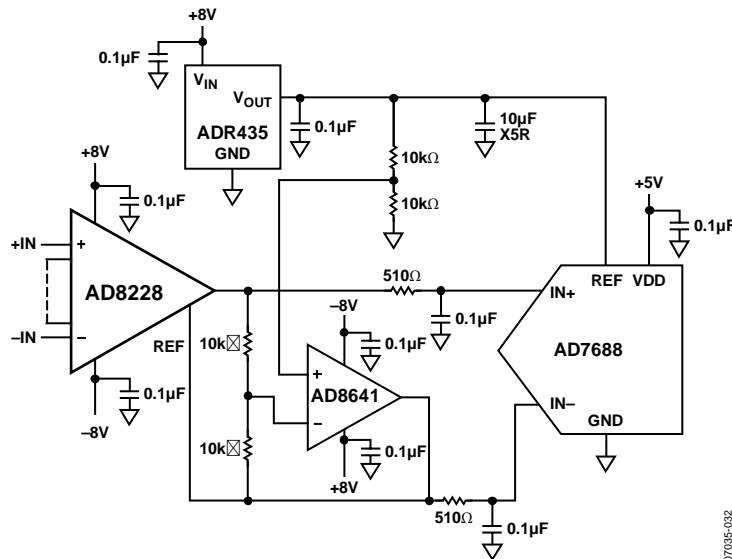 +8V
0.1µF
VIN
VOUT
ADR435
GND
0.1µF
10µF
X5R
10kΩ
10kΩ
+8V
0.1µF
+5V
0.1µF
+IN
+
AD8228
–
–IN
REF
0.1µF
–8V
510Ω
0.1µF
IN+
REF
VDD
AD7688
IN–
GND
10k☒
10k☒
–8V
0.1µF
+
AD8641
–
0.1µF
+8V
510Ω
0.1µF
07035-032